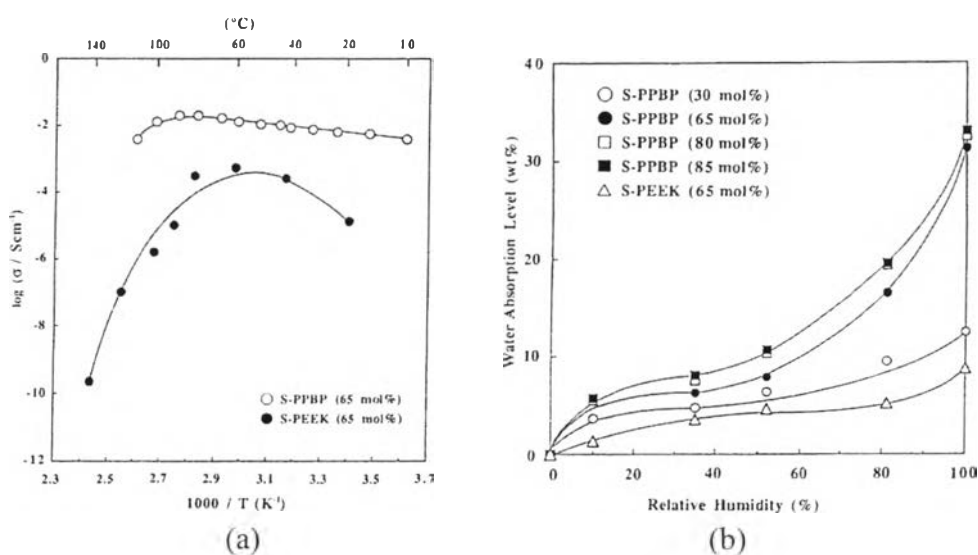 (°C)
140 100 60 40 20 10
0
-2
-4
-6
-8
-10
-12
log (σ / Scm⁻¹)
○ S-PPBP (65 mol%)
● S-PEEK (65 mol%)
2.3 2.5 2.7 2.9 3.1 3.3 3.5 3.7
1000 / T (K⁻¹)
(a)
40
30
20
10
0
Water Absorption Level (wt%)
○ S-PPBP (30 mol%)
● S-PPBP (65 mol%)
□ S-PPBP (80 mol%)
■ S-PPBP (85 mol%)
△ S-PEEK (65 mol%)
0 20 40 60 80 100
Relative Humidity (%)
(b)